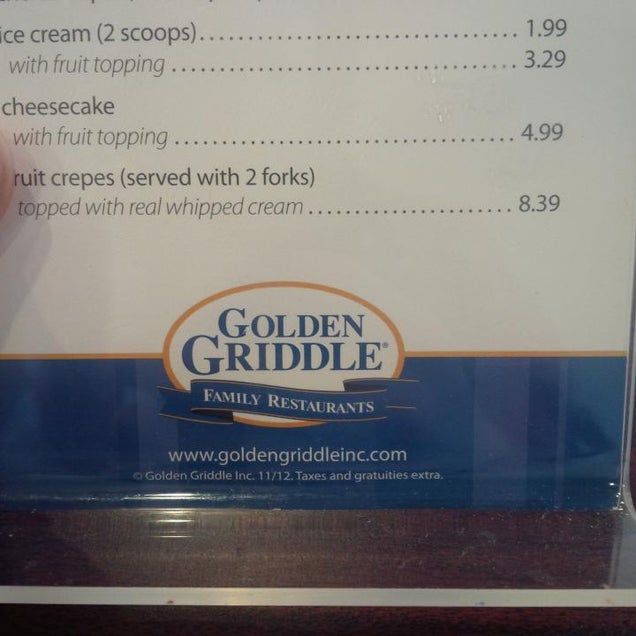 ice cream (2 scoops)........................................ 1.99
with fruit topping ........................................... 3.29
cheesecake
with fruit topping ........................................... 4.99
ruit crepes (served with 2 forks)
topped with real whipped cream ...................... 8.39
GOLDEN
GRIDDLE®
FAMILY RESTAURANTS
www.goldengriddleinc.com
© Golden Griddle Inc. 11/12. Taxes and gratuities extra.